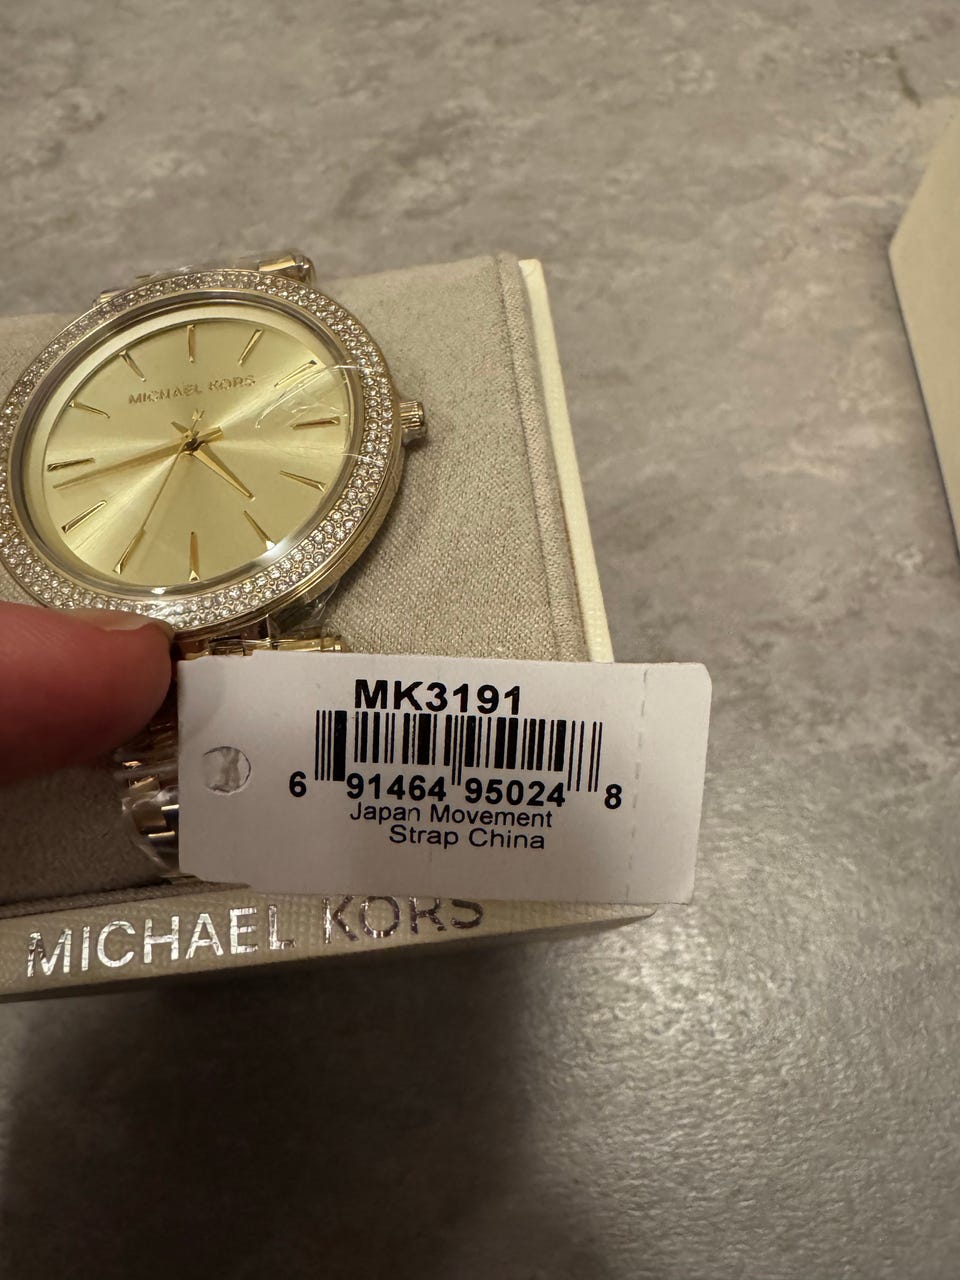 MICHAEL KORS
MK3191
6 91464 95024 8
Japan Movement
Strap China
MICHAEL KORS